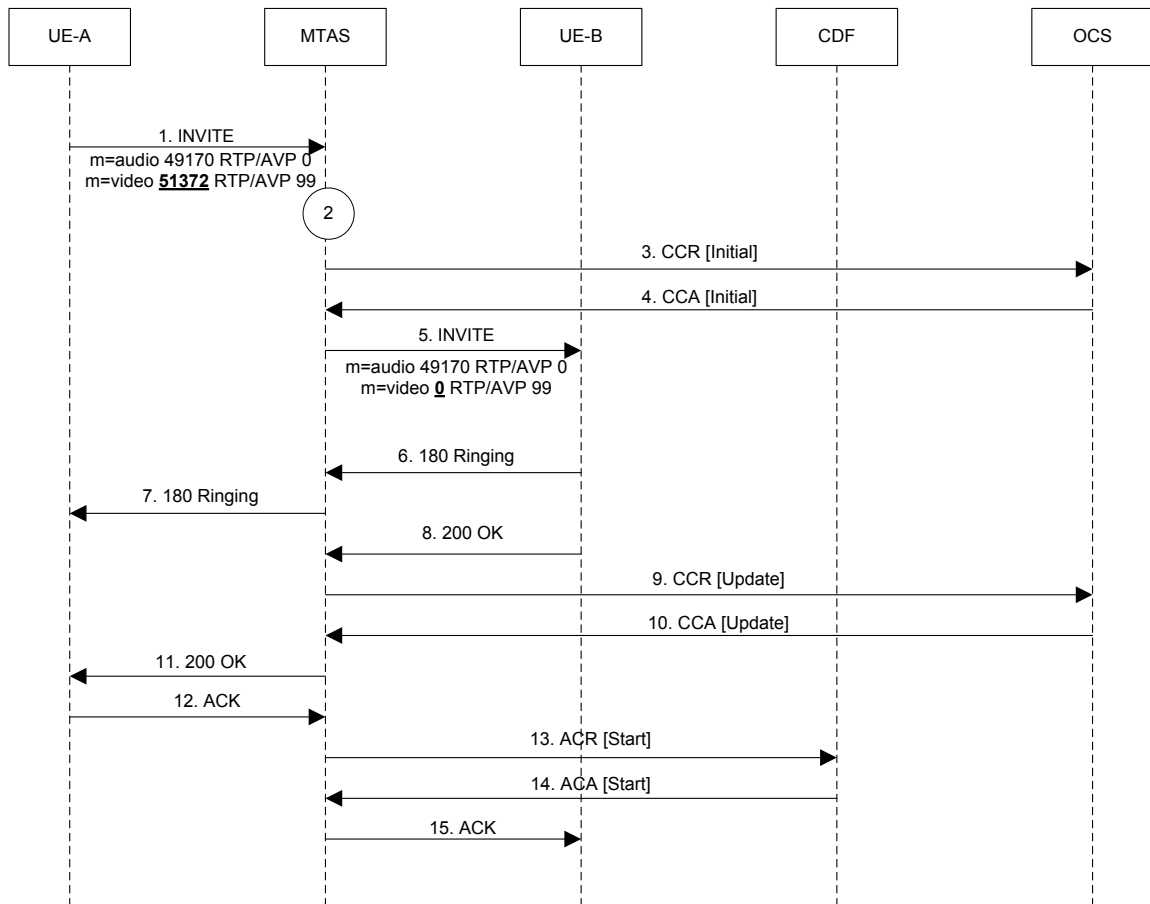 UE-A
MTAS
UE-B
CDF
OCS
1. INVITE
m=audio 49170 RTP/AVP 0
m=video 51372 RTP/AVP 99
2
3. CCR [Initial]
4. CCA [Initial]
5. INVITE
m=audio 49170 RTP/AVP 0
m=video 0 RTP/AVP 99
6. 180 Ringing
7. 180 Ringing
8. 200 OK
9. CCR [Update]
10. CCA [Update]
11. 200 OK
12. ACK
13. ACR [Start]
14. ACA [Start]
15. ACK